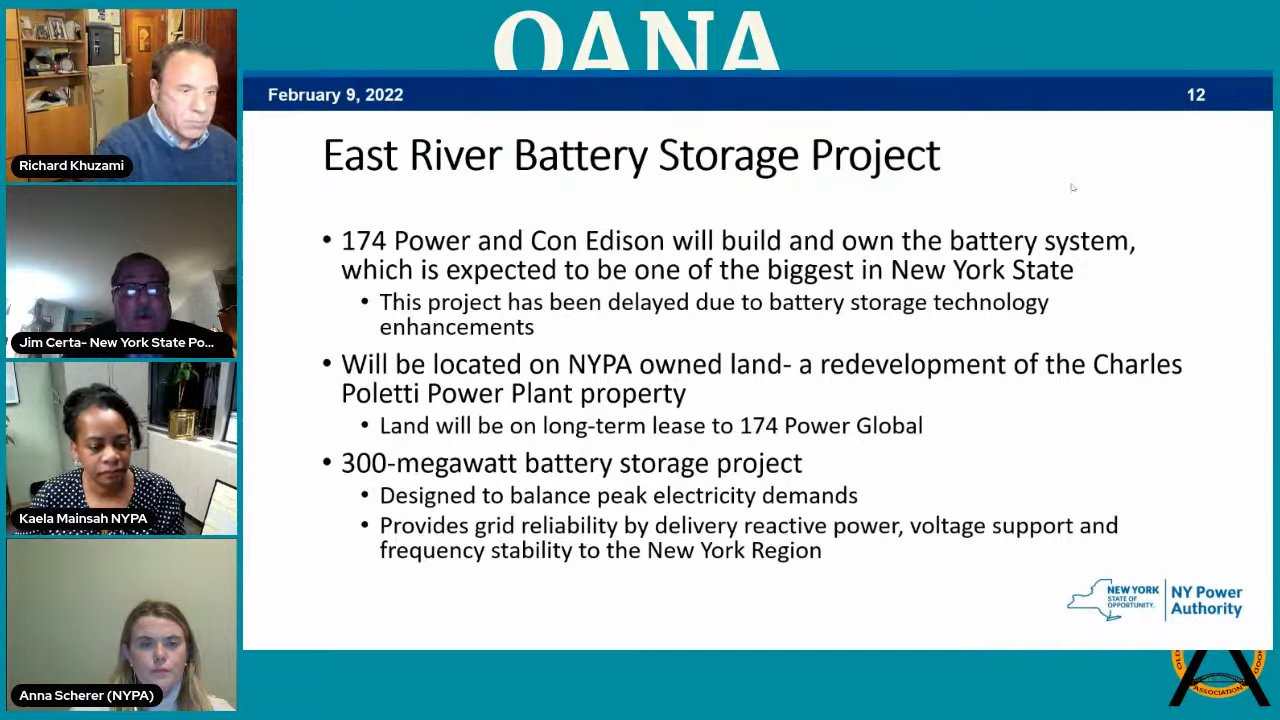 OANA
February 9, 2022
12
East River Battery Storage Project
• 174 Power and Con Edison will build and own the battery system,
which is expected to be one of the biggest in New York State
• This project has been delayed due to battery storage technology
enhancements
• Will be located on NYPA owned land- a redevelopment of the Charles
Poletti Power Plant property
• Land will be on long-term lease to 174 Power Global
• 300-megawatt battery storage project
• Designed to balance peak electricity demands
• Provides grid reliability by delivery reactive power, voltage support and
frequency stability to the New York Region
NEW YORK
STATE OF
OPPORTUNITY.
NY Power
Authority
Richard Khuzami
Jim Certa- New York State Po...
Kaela Mainsah NYPA
Anna Scherer (NYPA)
ASSOCIATION